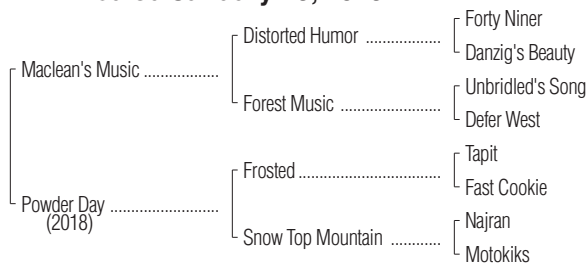 Forty Niner
Distorted Humor ..................
Danzig's Beauty
Maclean's Music ..................
Unbridled's Song
Forest Music ........................
Defer West
Tapit
Frosted ..................................
Fast Cookie
Powder Day ..........................
(2018)
Najran
Snow Top Mountain ............
Motokiks